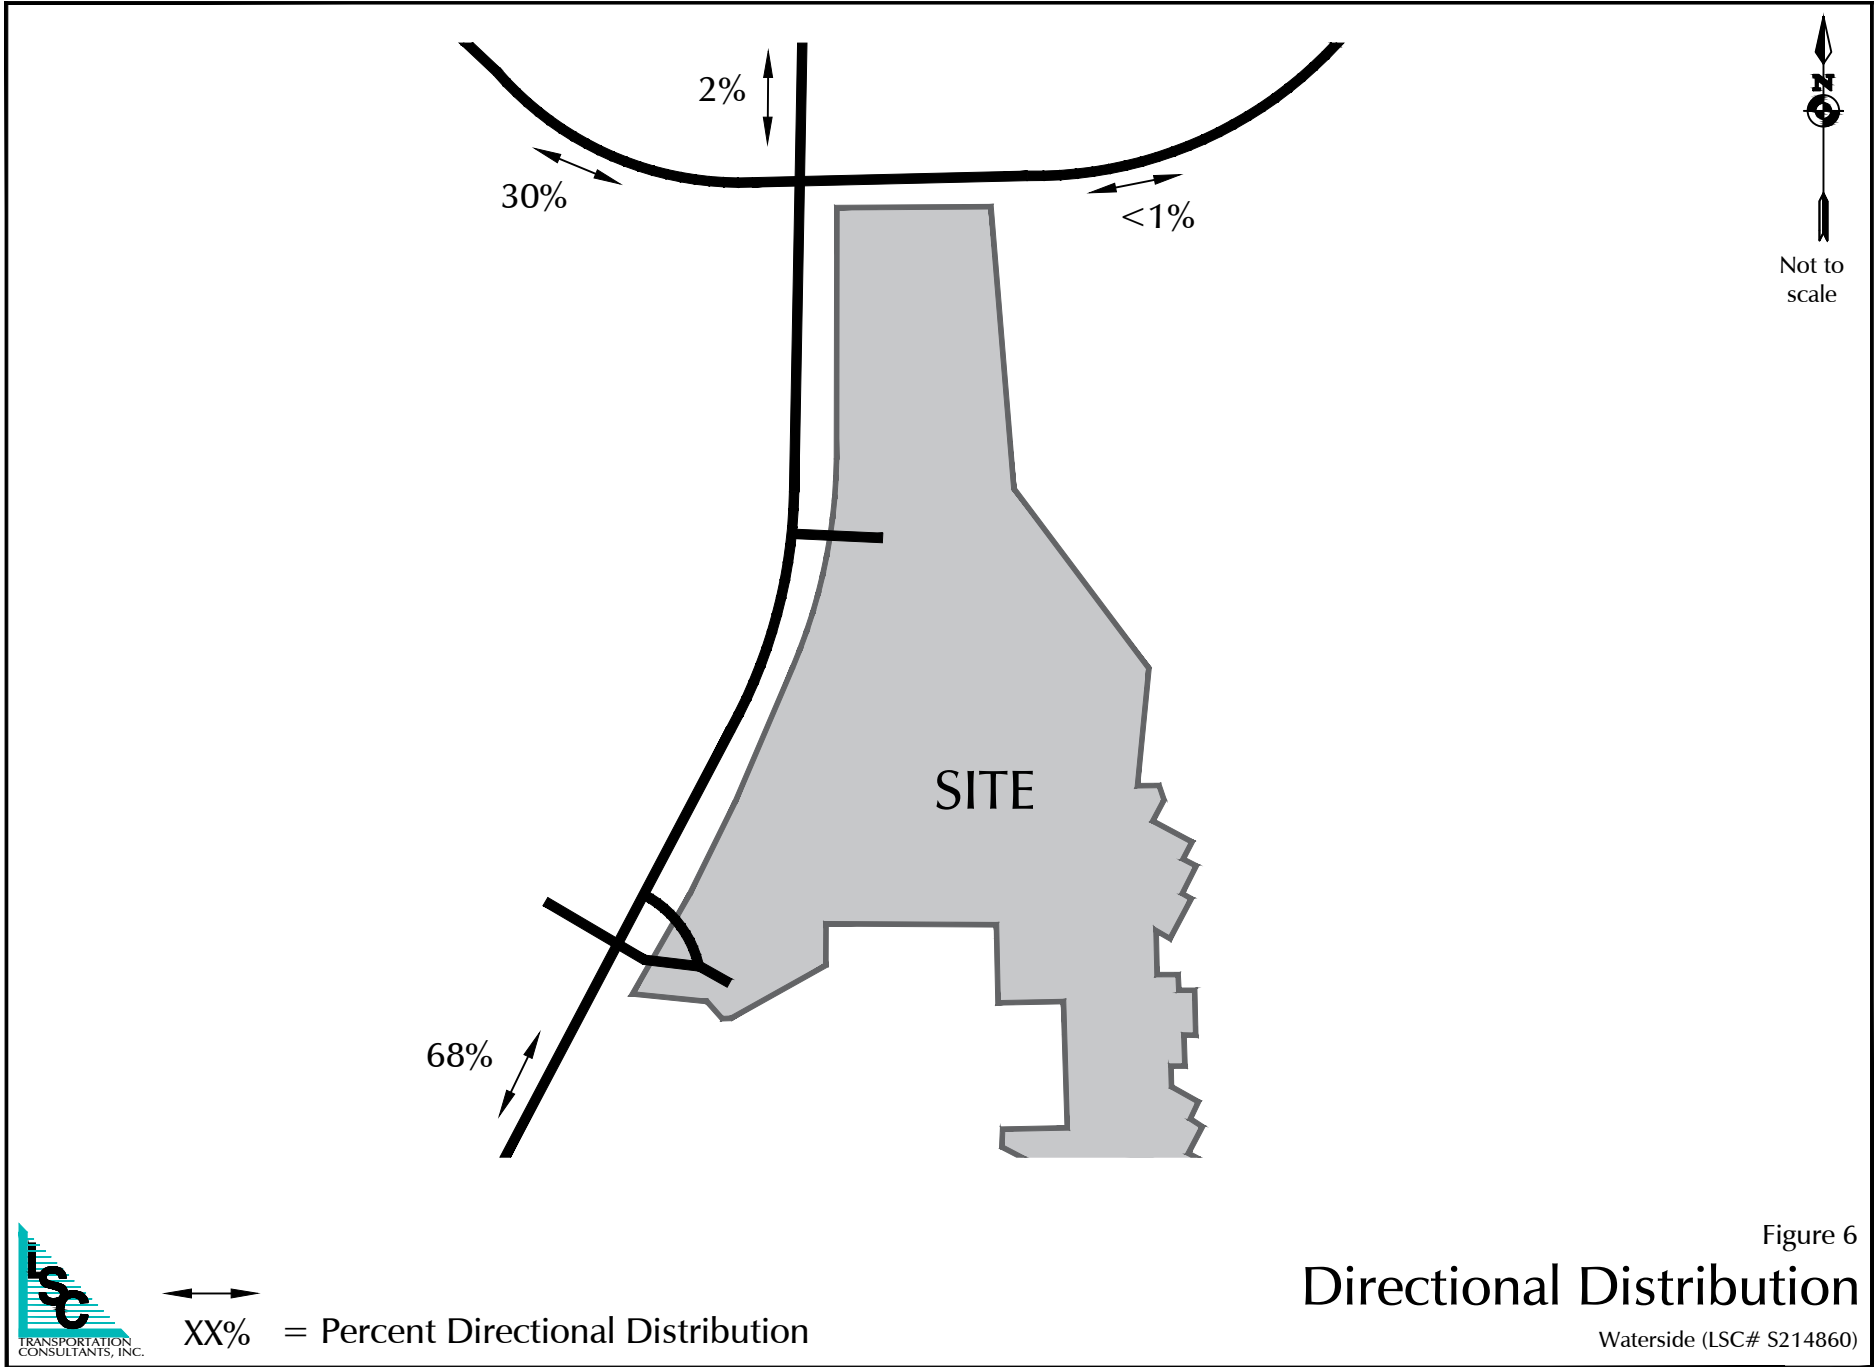 2%
30%
<1%
N
Not to
scale
SITE
68%
Figure 6
Directional Distribution
Waterside (LSC# S214860)
LSC
TRANSPORTATION
CONSULTANTS, INC.
XX% = Percent Directional Distribution